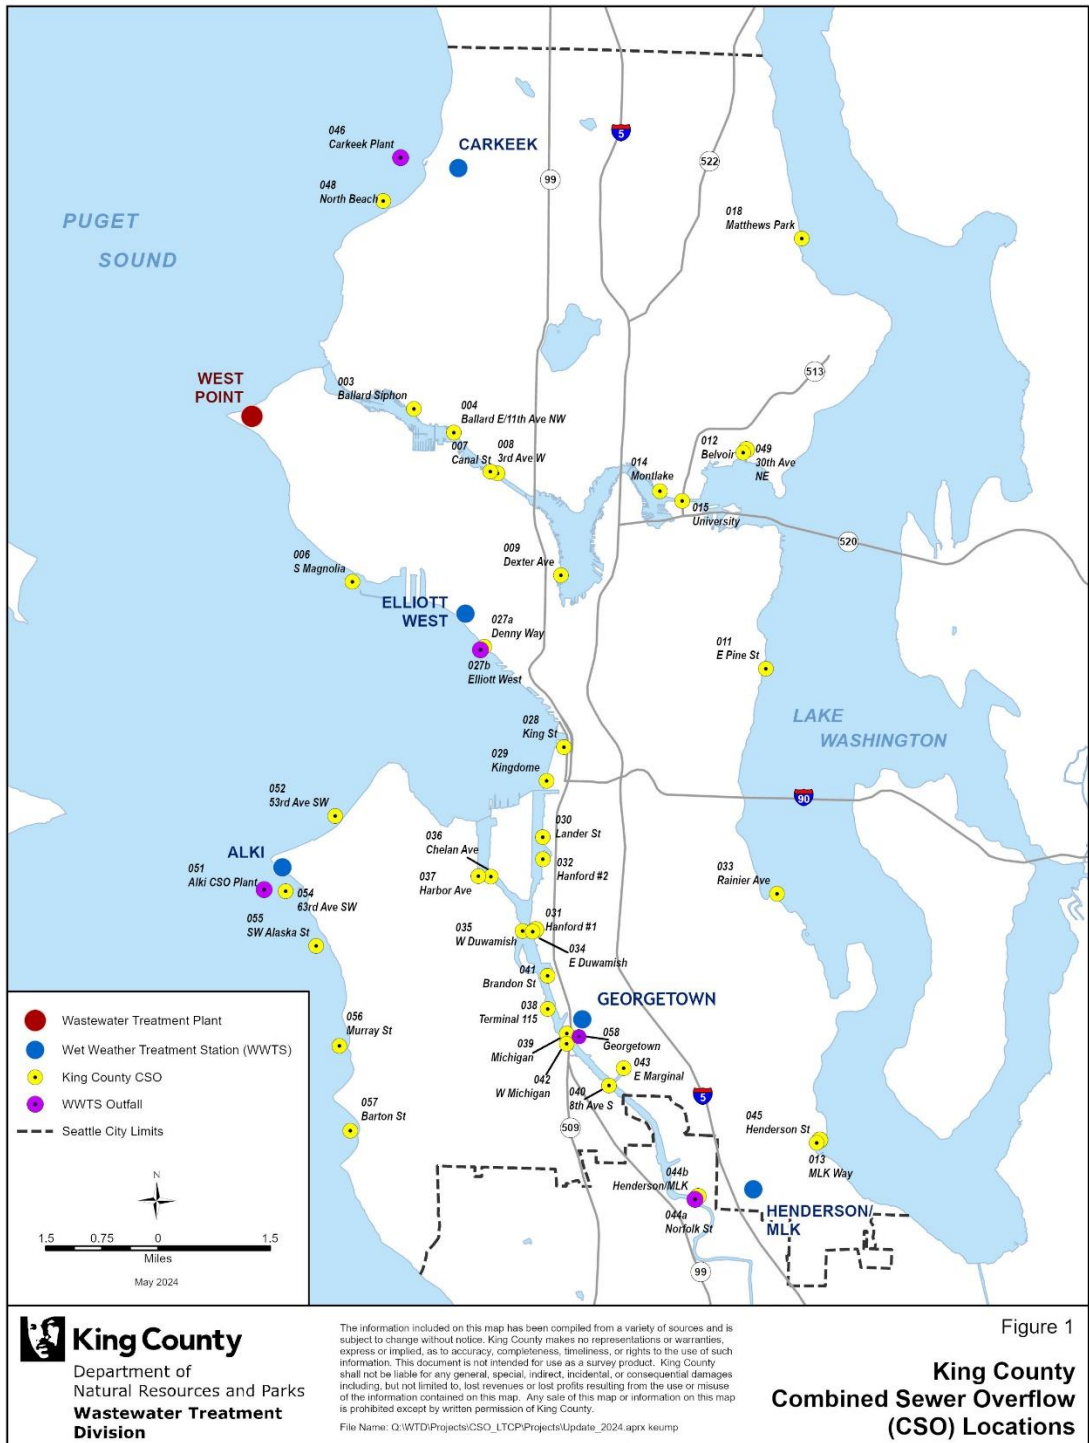 046
Carkeek Plant
CARKEEK
5
99
522
048
North Beach
018
Matthews Park
PUGET
SOUND
WEST
POINT
003
Ballard Siphon
004
Ballard E/11th Ave NW
007
Canal St
008
3rd Ave W
513
012
Belvoir
049
30th Ave
NE
014
Montlake
015
University
520
009
Dexter Ave
006
S Magnolia
ELLIOTT
WEST
027a
Denny Way
027b
Elliott West
011
E Pine St
LAKE
WASHINGTON
028
King St
029
Kingdome
90
052
53rd Ave SW
030
Lander St
032
Hanford #2
036
Chelan Ave
037
Harbor Ave
ALKI
051
Alki CSO Plant
054
63rd Ave SW
055
SW Alaska St
033
Rainier Ave
031
Hanford #1
035
W Duwamish
034
E Duwamish
041
Brandon St
GEORGETOWN
038
Terminal 115
058
Georgetown
039
Michigan
042
W Michigan
043
E Marginal
040
8th Ave S
056
Murray St
057
Barton St
5
509
045
Henderson St
013
MLK Way
044b
Henderson/MLK
044a
Norfolk St
HENDERSON/
MLK
99
Wastewater Treatment Plant
Wet Weather Treatment Station (WWTS)
King County CSO
WWTS Outfall
Seattle City Limits
N
1.5 0.75 0 1.5
Miles
May 2024
King County
Department of
Natural Resources and Parks
Wastewater Treatment
Division
The information included on this map has been compiled from a variety of sources and is
subject to change without notice. King County makes no representations or warranties,
express or implied, as to accuracy, completeness, timeliness, or rights to the use of such
information. This document is not intended for use as a survey product. King County
shall not be liable for any general, special, indirect, incidental, or consequential damages
including, but not limited to, lost revenues or lost profits resulting from the use or misuse
of the information contained on this map. Any sale of this map or information on this map
is prohibited except by written permission of King County.
File Name: Q:\WTD\Projects\CSO_LTCP\Projects\Update_2024.aprx keump
Figure 1
King County
Combined Sewer Overflow
(CSO) Locations